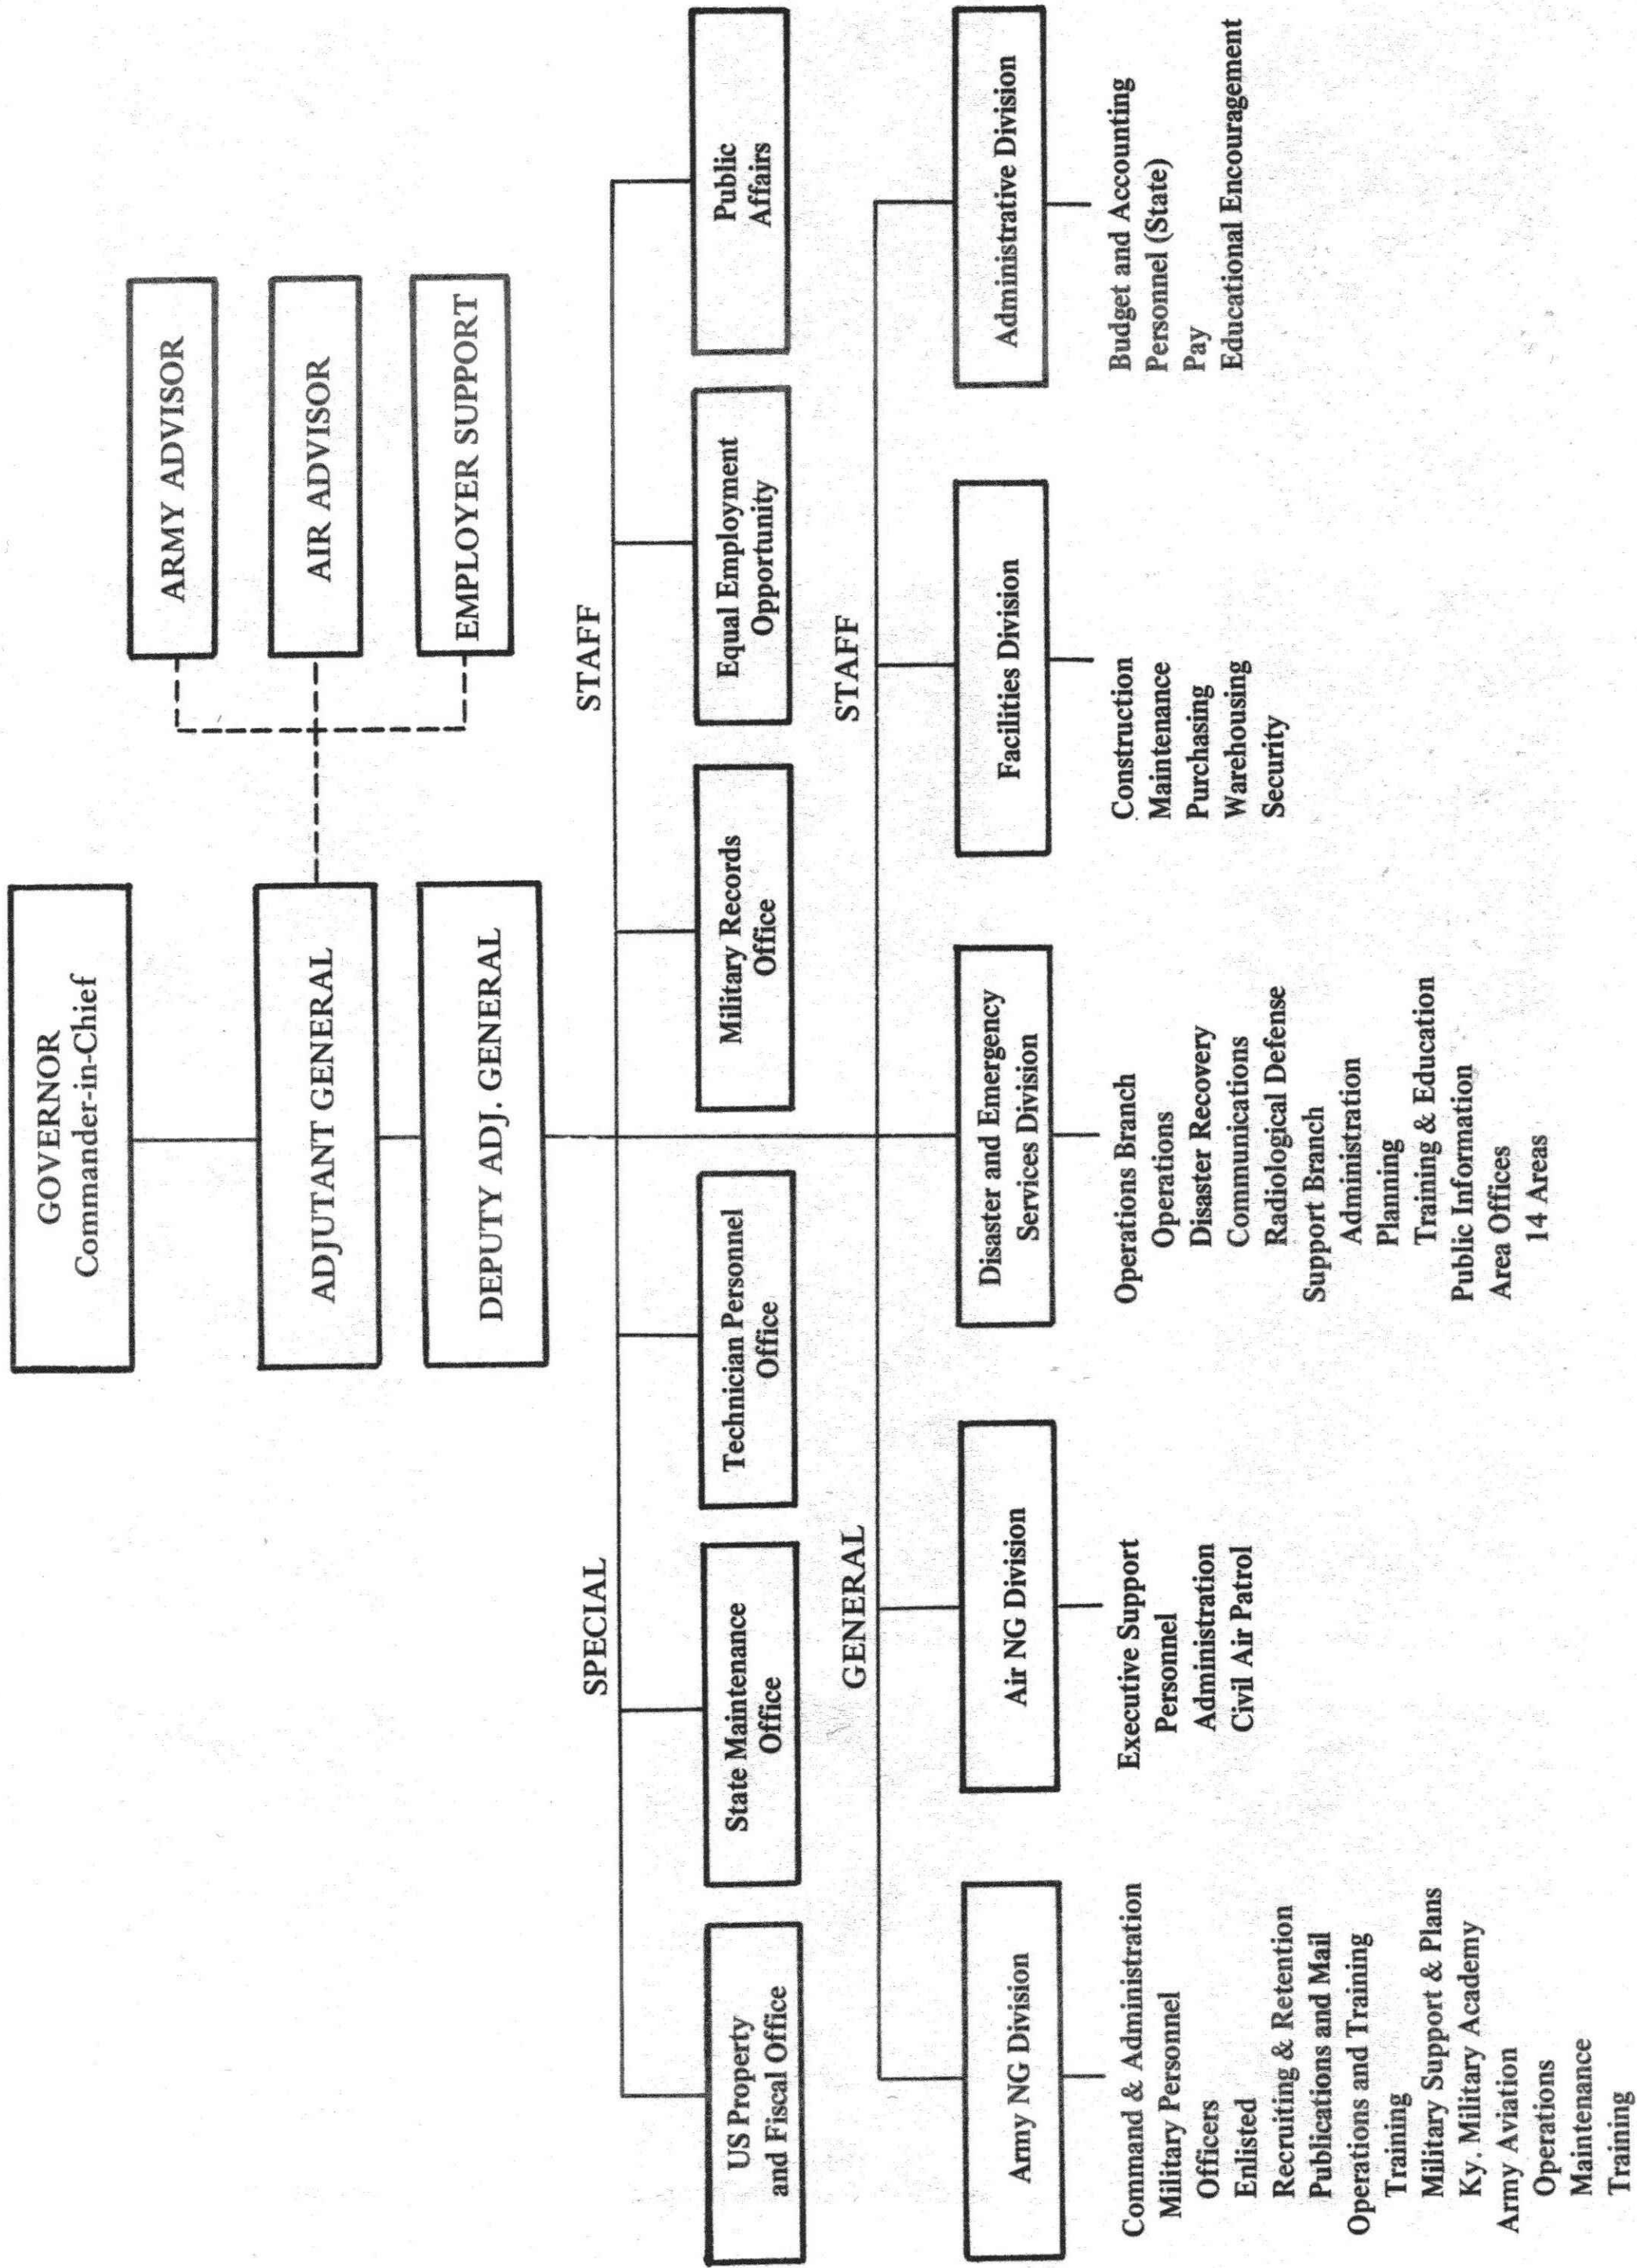 GOVERNOR
Commander-in-Chief
ADJUTANT GENERAL
DEPUTY ADJ. GENERAL
ARMY ADVISOR
AIR ADVISOR
EMPLOYER SUPPORT
SPECIAL
STAFF
US Property
and Fiscal Office
State Maintenance
Office
Technician Personnel
Office
Military Records
Office
Equal Employment
Opportunity
Public
Affairs
GENERAL
STAFF
Army NG Division
Command & Administration
Military Personnel
Officers
Enlisted
Recruiting & Retention
Publications and Mail
Operations and Training
Training
Military Support & Plans
Ky. Military Academy
Army Aviation
Operations
Maintenance
Training
Air NG Division
Executive Support
Personnel
Administration
Civil Air Patrol
Disaster and Emergency
Services Division
Operations Branch
Operations
Disaster Recovery
Communications
Radiological Defense
Support Branch
Administration
Planning
Training & Education
Public Information
Area Offices
14 Areas
Facilities Division
Construction
Maintenance
Purchasing
Warehousing
Security
Administrative Division
Budget and Accounting
Personnel (State)
Pay
Educational Encouragement